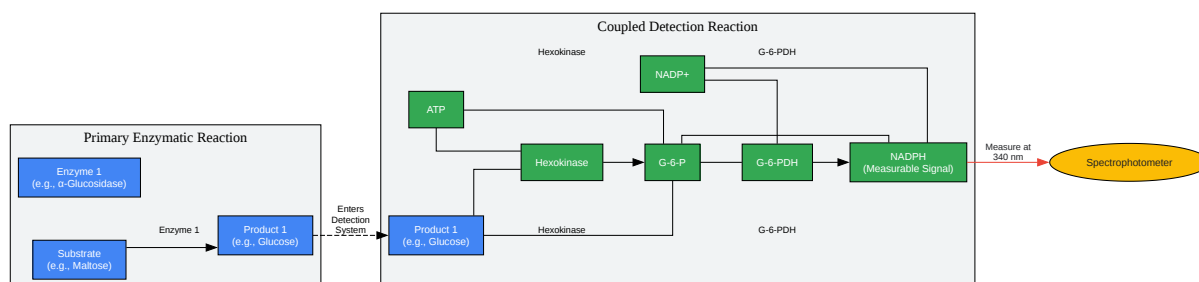 Coupled Detection Reaction
Hexokinase
G-6-PDH
NADP+
ATP
Primary Enzymatic Reaction
Enzyme 1
(e.g., α-Glucosidase)
Hexokinase
G-6-P
G-6-PDH
NADPH
(Measurable Signal)
Measure at
340 nm
Spectrophotometer
Enzyme 1
Product 1
(e.g., Glucose)
Enters
Detection
System
Product 1
(e.g., Glucose)
Hexokinase
G-6-PDH
Substrate
(e.g., Maltose)